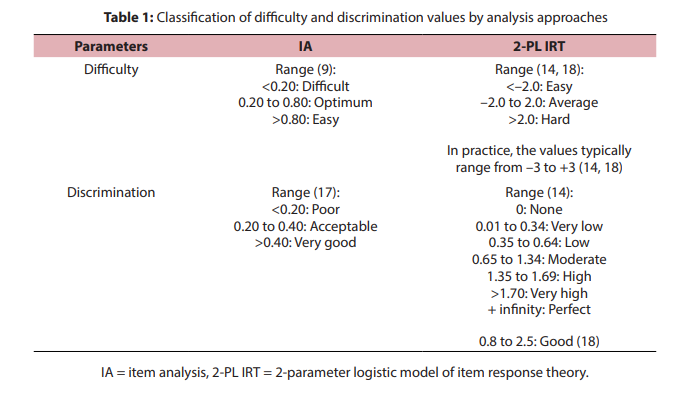 Table 1: Classification of difficulty and discrimination values by analysis approaches
Parameters IA 2-PL IRT
Difficulty Range (9): Range (14, 18):
<0.20: Difficult <–2.0: Easy
0.20 to 0.80: Optimum –2.0 to 2.0: Average
>0.80: Easy >2.0: Hard
In practice, the values typically
range from –3 to +3 (14, 18)
Discrimination Range (17): Range (14):
<0.20: Poor 0: None
0.20 to 0.40: Acceptable 0.01 to 0.34: Very low
>0.40: Very good 0.35 to 0.64: Low
0.65 to 1.34: Moderate
1.35 to 1.69: High
>1.70: Very high
+ infinity: Perfect
0.8 to 2.5: Good (18)
IA = item analysis, 2-PL IRT = 2-parameter logistic model of item response theory.